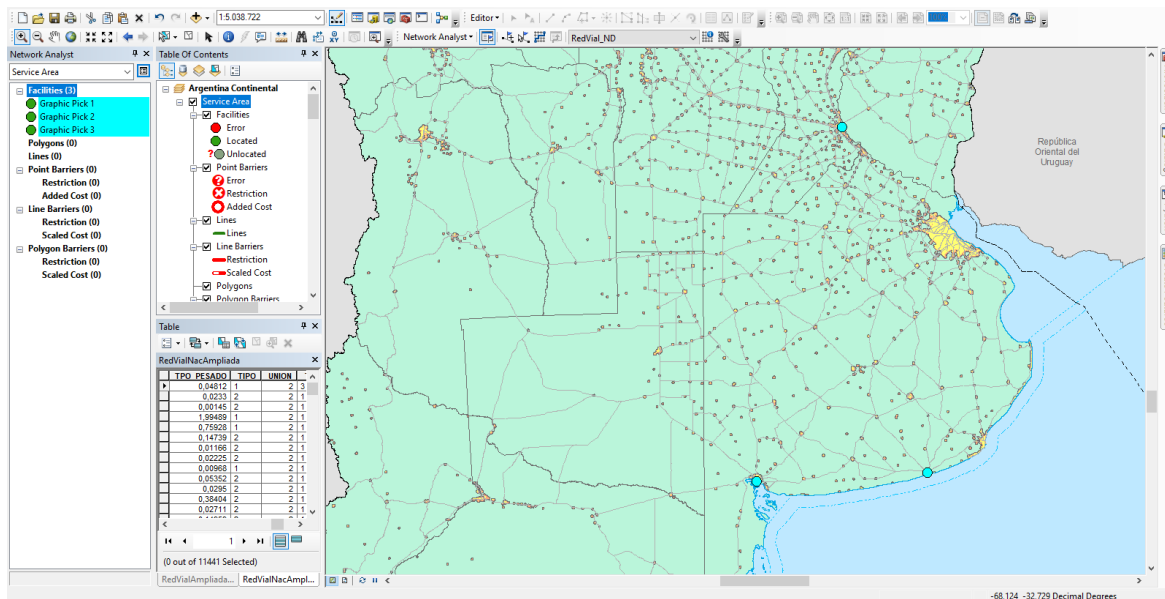 1:5.038.722
Editor
Network Analyst
RedVial_ND
Network Analyst
Service Area
Facilities (3)
Graphic Pick 1
Graphic Pick 2
Graphic Pick 3
Polygons (0)
Lines (0)
Point Barriers (0)
Restriction (0)
Added Cost (0)
Line Barriers (0)
Restriction (0)
Scaled Cost (0)
Polygon Barriers (0)
Restriction (0)
Scaled Cost (0)
Table Of Contents
Argentina Continental
Service Area
Facilities
Error
Located
Unlocated
Point Barriers
Error
Restriction
Added Cost
Lines
Lines
Line Barriers
Restriction
Scaled Cost
Polygons
Polygon Barriers
Table
RedVialNacAmpliada
TPO_PESADO TIPO UNION
0,04812 1 2 3
0,0233 2 2 1
0,00145 2 2 1
1,99489 1 2 1
0,75928 1 2 1
0,14739 2 2 1
0,01166 2 2 1
0,02225 2 2 1
0,00968 1 2 1
0,05352 2 2 1
0,0295 2 2 1
0,38404 2 2 1
0,02711 2 2 1
1
(0 out of 11441 Selected)
RedVialAmpliada... RedVialNacAmpl...
República
Oriental del
Uruguay
-68,124 -32,729 Decimal Degrees